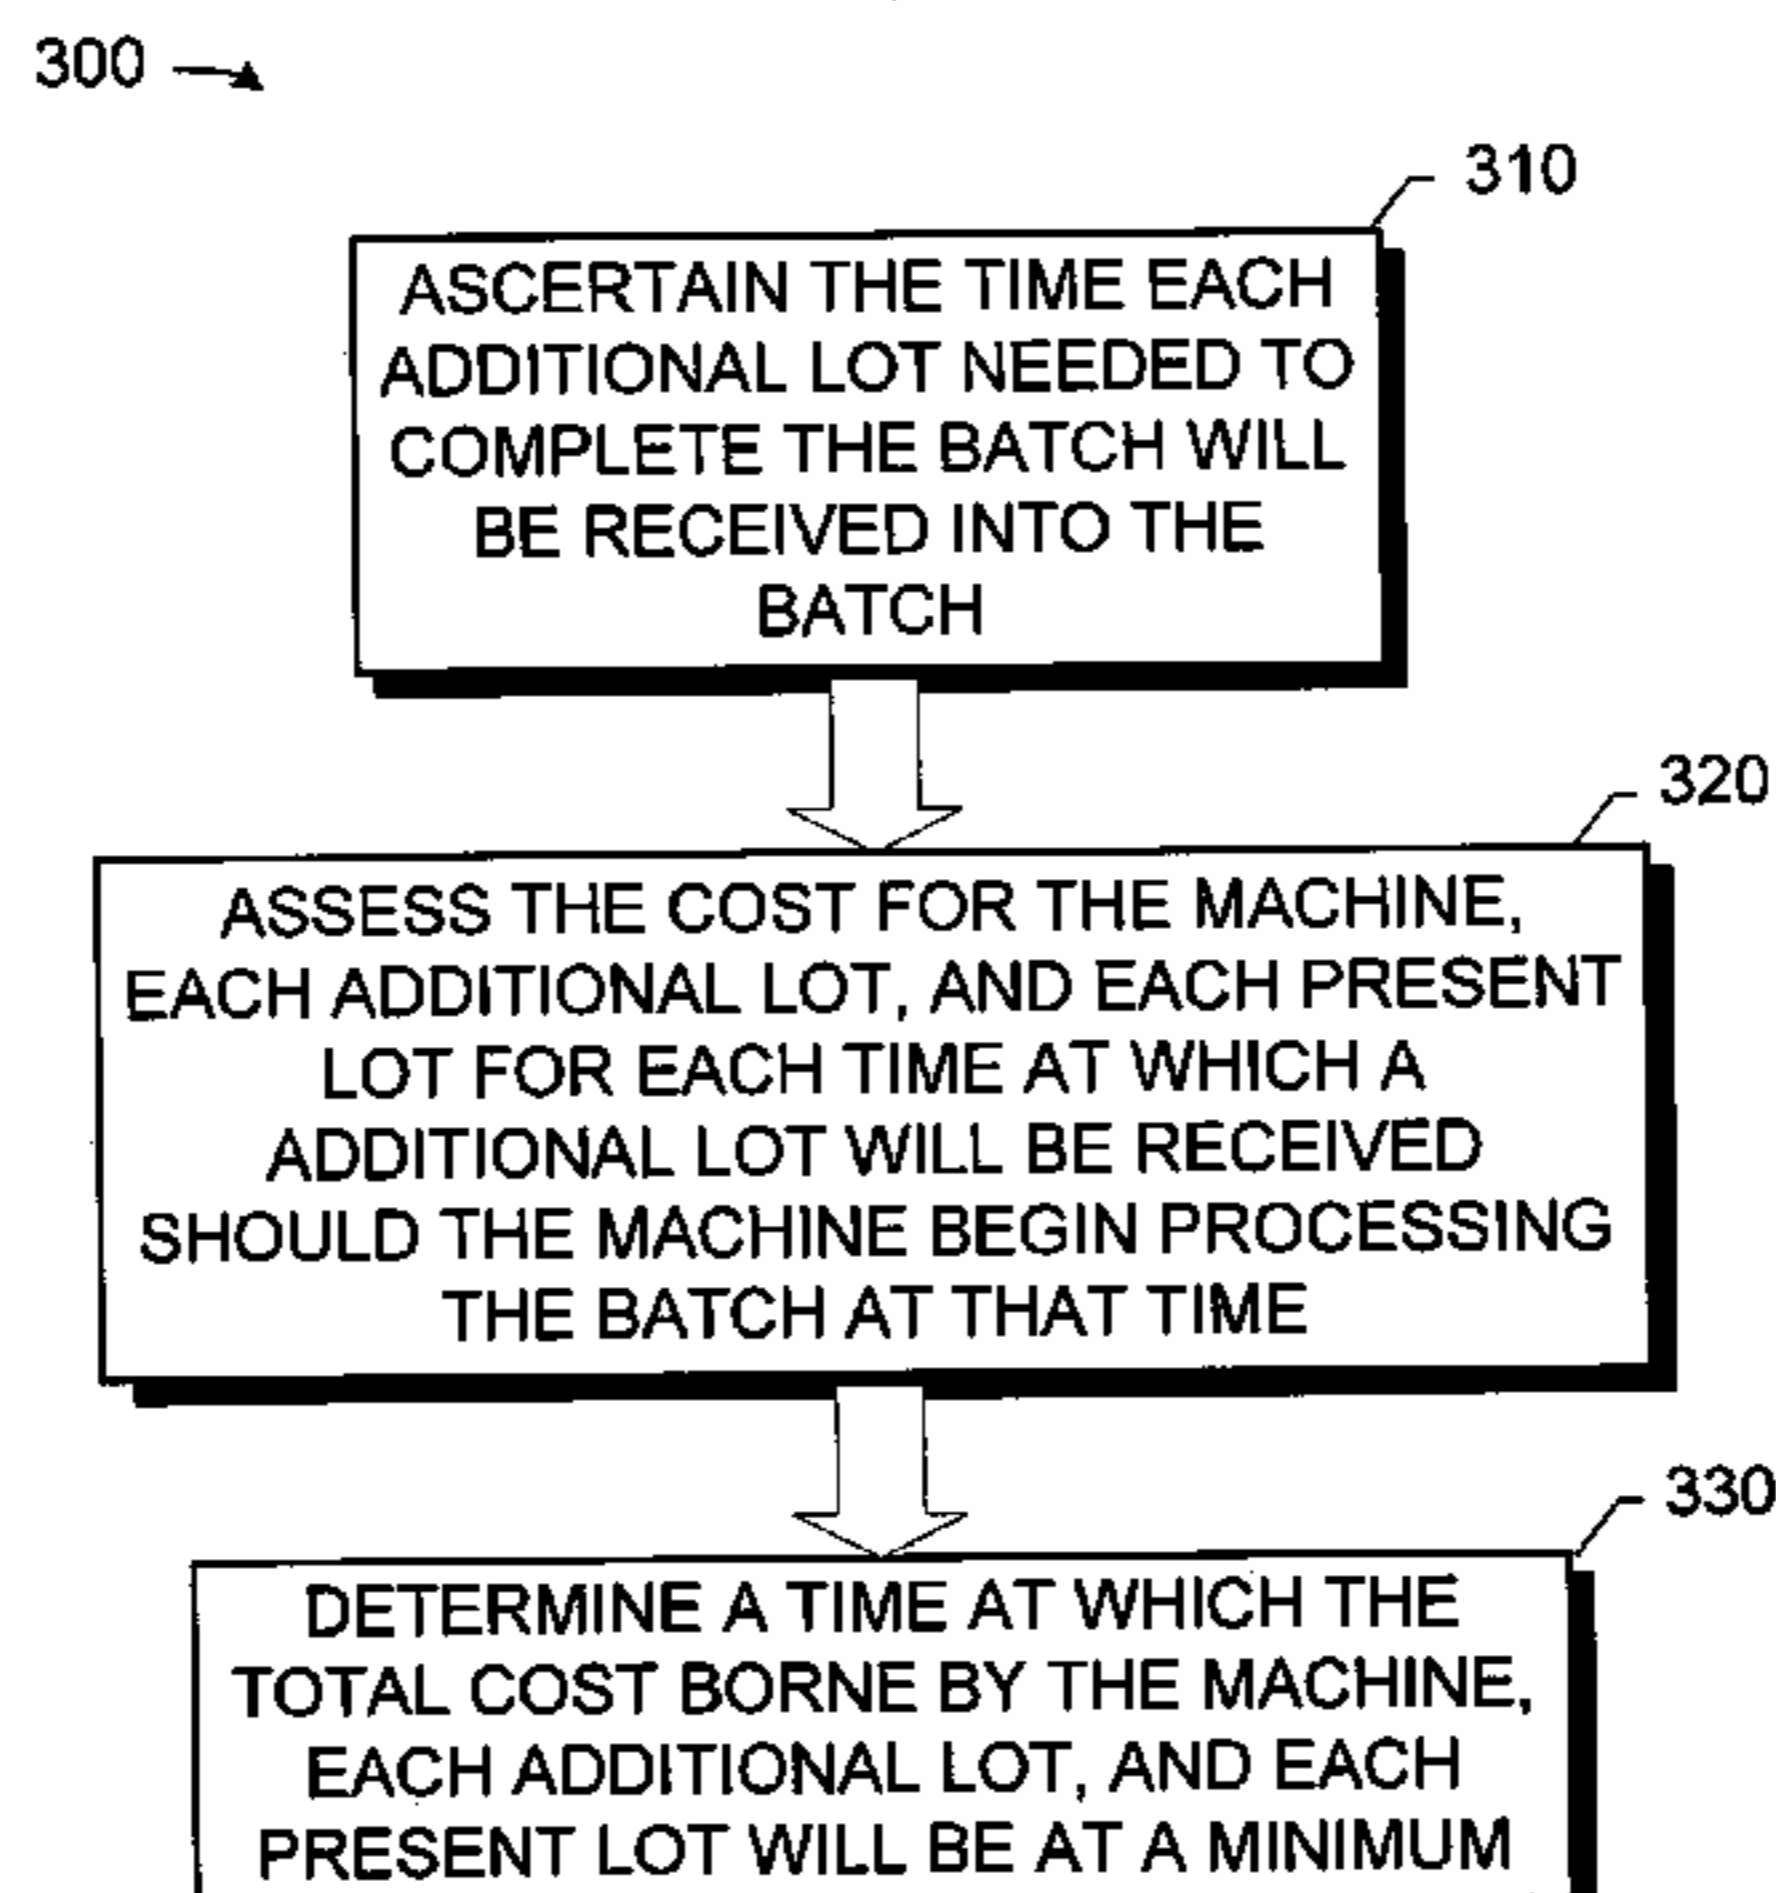 300
310
ASCERTAIN THE TIME EACH
ADDITIONAL LOT NEEDED TO
COMPLETE THE BATCH WILL
BE RECEIVED INTO THE
BATCH
320
ASSESS THE COST FOR THE MACHINE,
EACH ADDITIONAL LOT, AND EACH PRESENT
LOT FOR EACH TIME AT WHICH A
ADDITIONAL LOT WILL BE RECEIVED
SHOULD THE MACHINE BEGIN PROCESSING
THE BATCH AT THAT TIME
330
DETERMINE A TIME AT WHICH THE
TOTAL COST BORNE BY THE MACHINE,
EACH ADDITIONAL LOT, AND EACH
PRESENT LOT WILL BE AT A MINIMUM